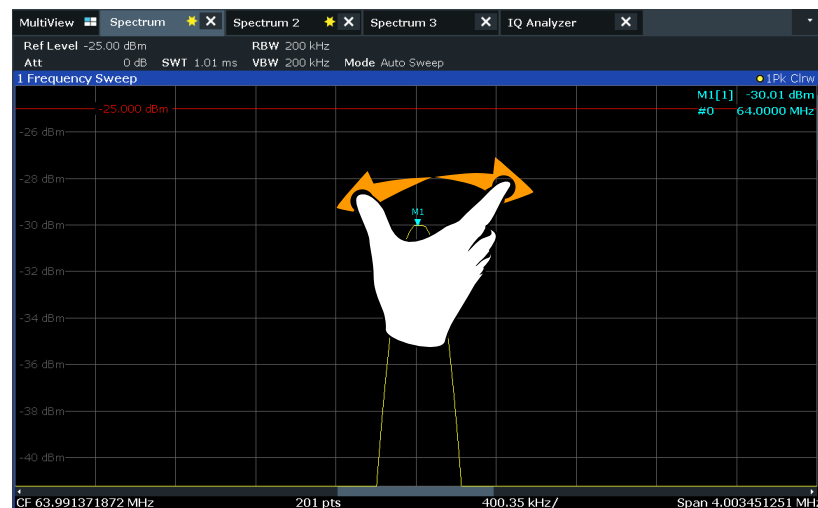 MultiView Spectrum Spectrum 2 Spectrum 3 IQ Analyzer
Ref Level -25.00 dBm RBW 200 kHz
Att 0 dB SWT 1.01 ms VBW 200 kHz Mode Auto Sweep
1 Frequency Sweep 1Pk Clrw
M1[1] -30.01 dBm
#0 64.0000 MHz
-25.000 dBm
-26 dBm
-28 dBm
M1
-30 dBm
-32 dBm
-34 dBm
-36 dBm
-38 dBm
-40 dBm
CF 63.991371872 MHz 201 pts 400.35 kHz/ Span 4.003451251 MH